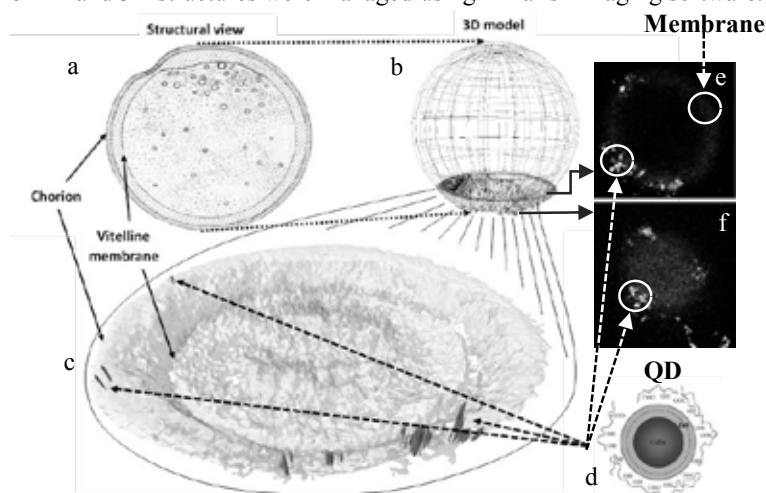 Structural view
3D model
Membrane
a
b
e
Chorion
Vitelline
membrane
f
c
QD
d